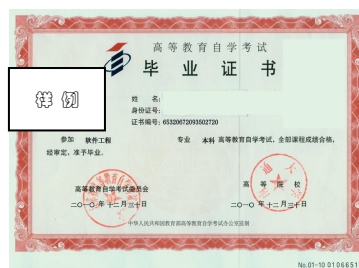 高等教育自学考试
毕业证书
样例
姓 名:
身份证号:
证书编号: 65320672093502720
参加 软件工程 专业 本科 高等教育自学考试，全部课程成绩合格，
经审定，准予毕业。
高等教育自学考试委员会 高等院校
二〇一〇年十二月三十日 二〇一〇年十二月三十日
中华人民共和国教育部高等教育自学考试办公室监制
No.01-10 0106651